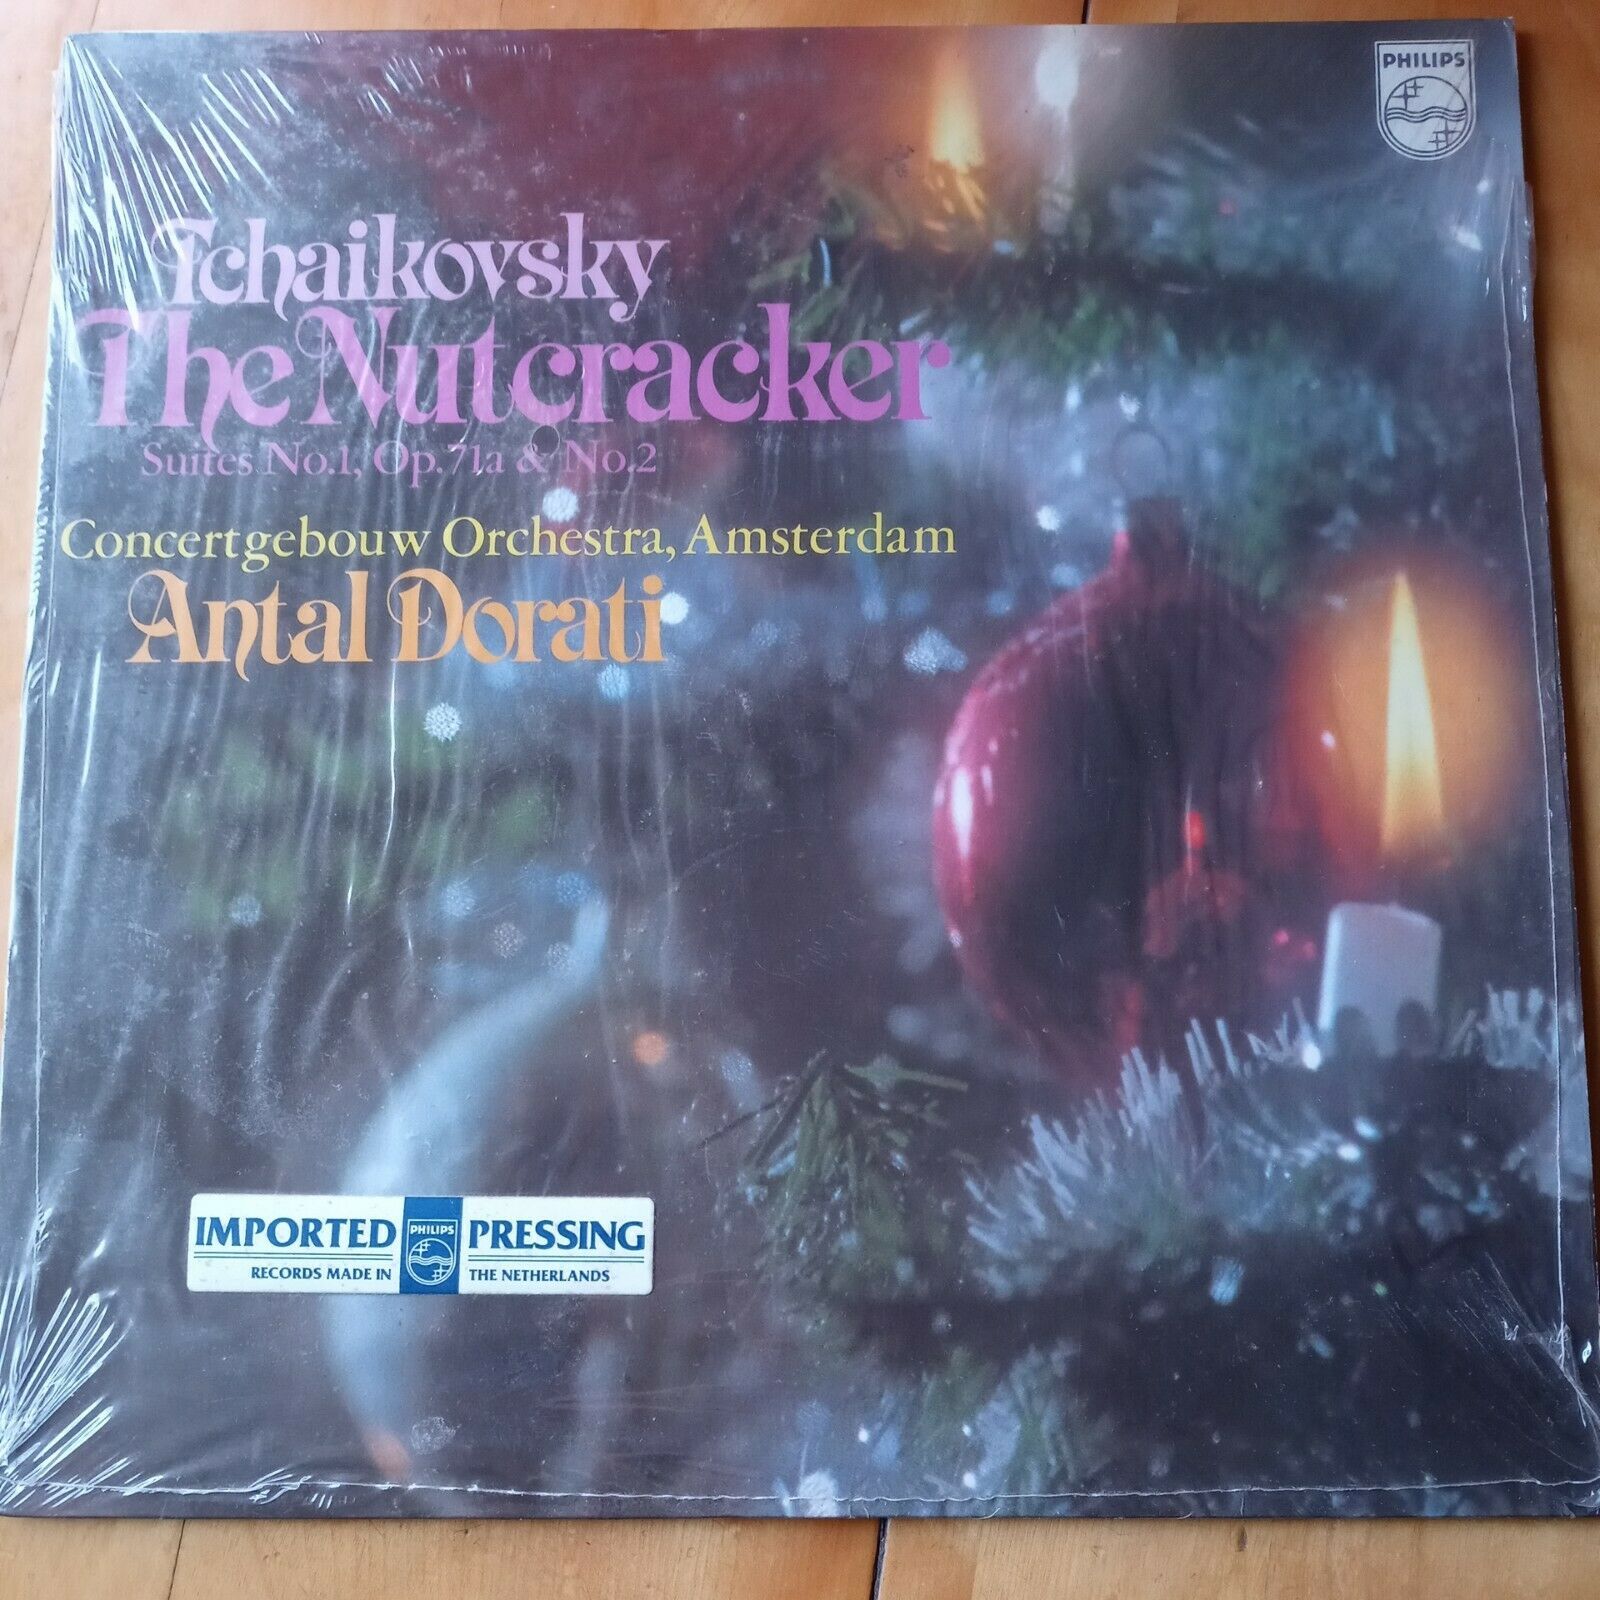 PHILIPS
Tchaikovsky
The Nutcracker
Suites No.1, Op.71a & No.2
Concertgebouw Orchestra, Amsterdam
Antal Dorati
IMPORTED PHILIPS PRESSING
RECORDS MADE IN THE NETHERLANDS